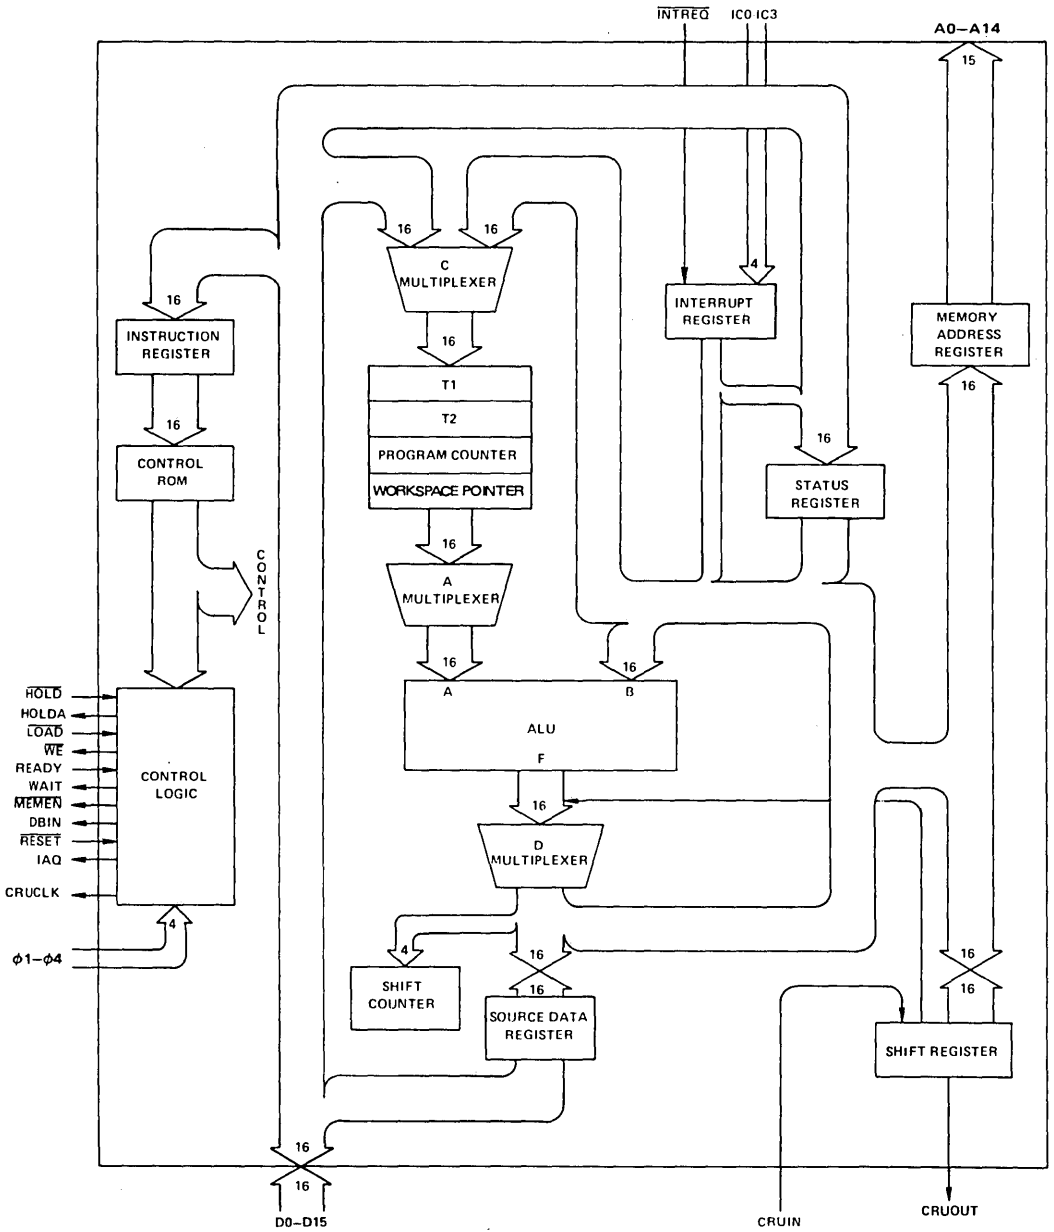 INTREQ
IC0 IC3
A0–A14
15
16
16
C
MULTIPLEXER
16
INSTRUCTION
REGISTER
4
INTERRUPT
REGISTER
MEMORY
ADDRESS
REGISTER
16
16
T1
T2
PROGRAM COUNTER
WORKSPACE POINTER
16
CONTROL
ROM
16
STATUS
REGISTER
16
A
MULTIPLEXER
CONTROL
16
16
A
B
ALU
F
HOLD
HOLDA
LOAD
WE
READY
WAIT
MEMEN
DBIN
RESET
IAQ
CRUCLK
CONTROL
LOGIC
16
D
MULTIPLEXER
4
ϕ1–ϕ4
4
16
16
16
16
SHIFT
COUNTER
SOURCE DATA
REGISTER
SHIFT REGISTER
16
16
D0–D15
CRUIN
CRUOUT